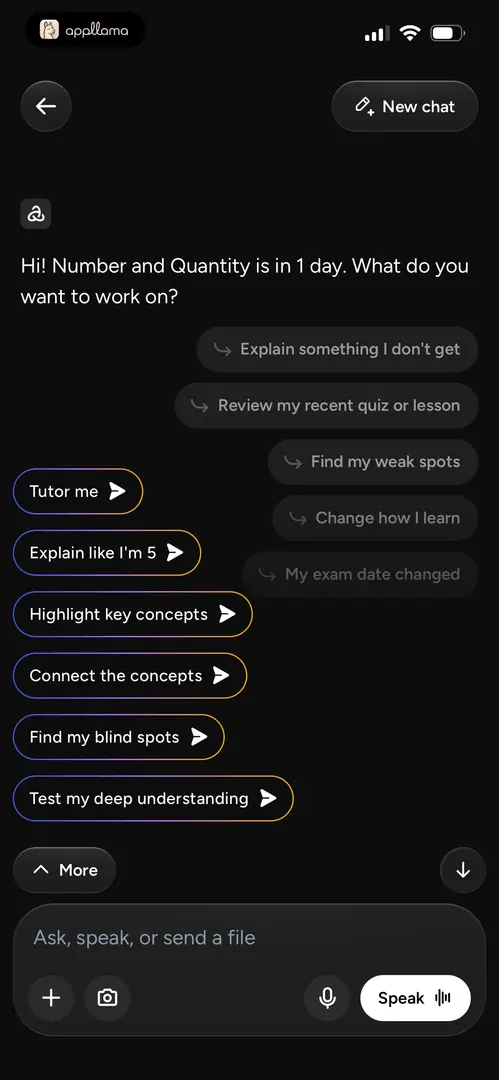 appllama
New chat
Hi! Number and Quantity is in 1 day. What do you
want to work on?
Explain something I don't get
Review my recent quiz or lesson
Find my weak spots
Change how I learn
My exam date changed
Tutor me
Explain like I'm 5
Highlight key concepts
Connect the concepts
Find my blind spots
Test my deep understanding
More
Ask, speak, or send a file
Speak